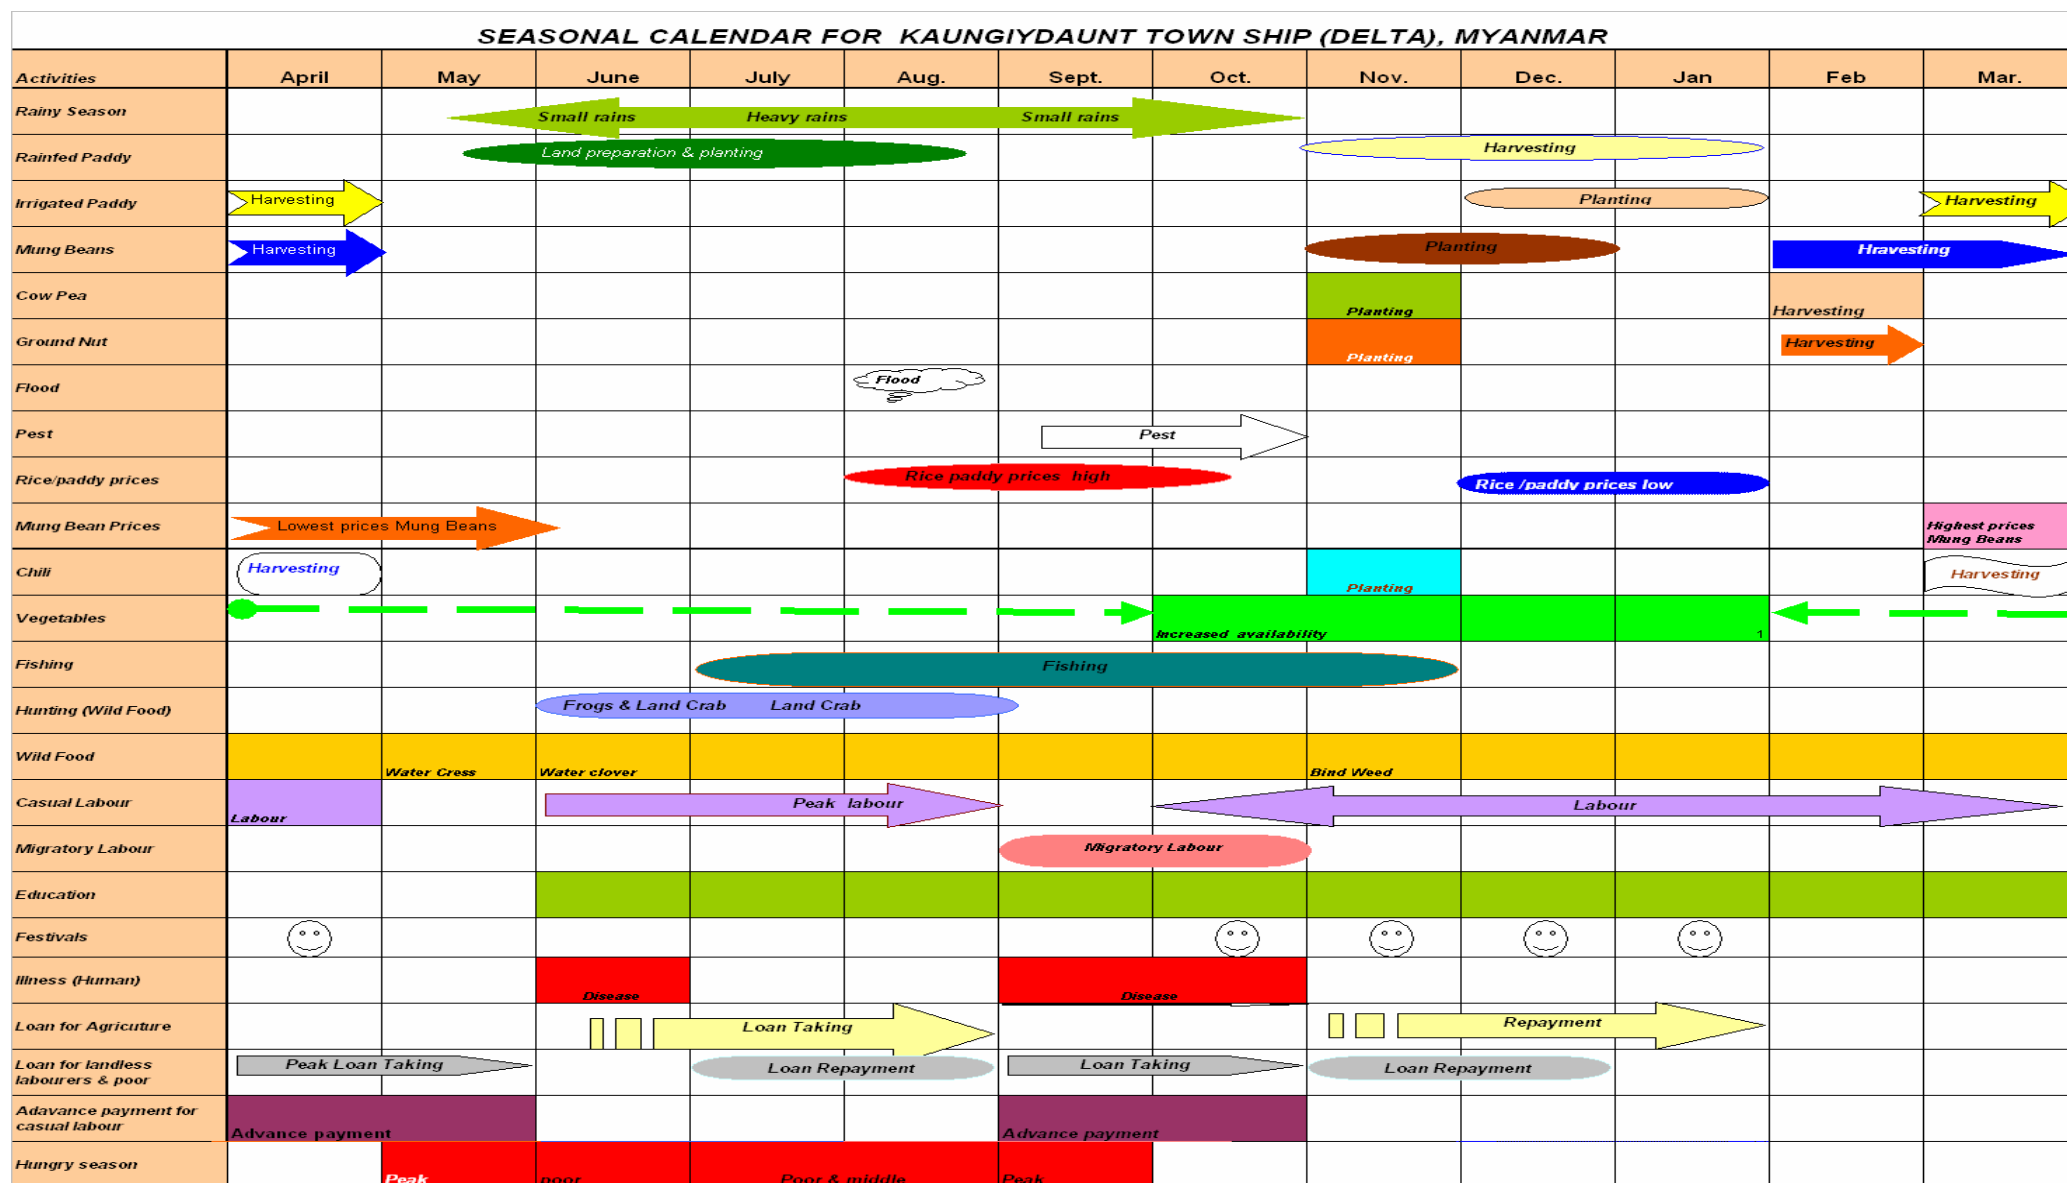 SEASONAL CALENDAR FOR KAUNGIYDAUNT TOWN SHIP (DELTA), MYANMAR
Activities April May June July Aug. Sept. Oct. Nov. Dec. Jan Feb Mar.
Rainy Season Small rains Heavy rains Small rains
Rainfed Paddy Land preparation & planting Harvesting
Irrigated Paddy Harvesting Planting Harvesting
Mung Beans Harvesting Planting Hravesting
Cow Pea Planting Harvesting
Ground Nut Planting Harvesting
Flood Flood
Pest Pest
Rice/paddy prices Rice paddy prices high Rice /paddy prices low
Mung Bean Prices Lowest prices Mung Beans Highest prices
Mung Beans
Chili Harvesting Planting Harvesting
Vegetables Increased availability 1
Fishing Fishing
Hunting (Wild Food) Frogs & Land Crab Land Crab
Wild Food Water Cress Water clover Bind Weed
Casual Labour Labour Peak labour Labour
Migratory Labour Migratory Labour
Education
Festivals
Illness (Human) Disease Disease
Loan for Agricuture Loan Taking Repayment
Loan for landless
labourers & poor Peak Loan Taking Loan Repayment Loan Taking Loan Repayment
Adavance payment for
casual labour Advance payment Advance payment
Hungry season Peak poor Poor & middle Peak